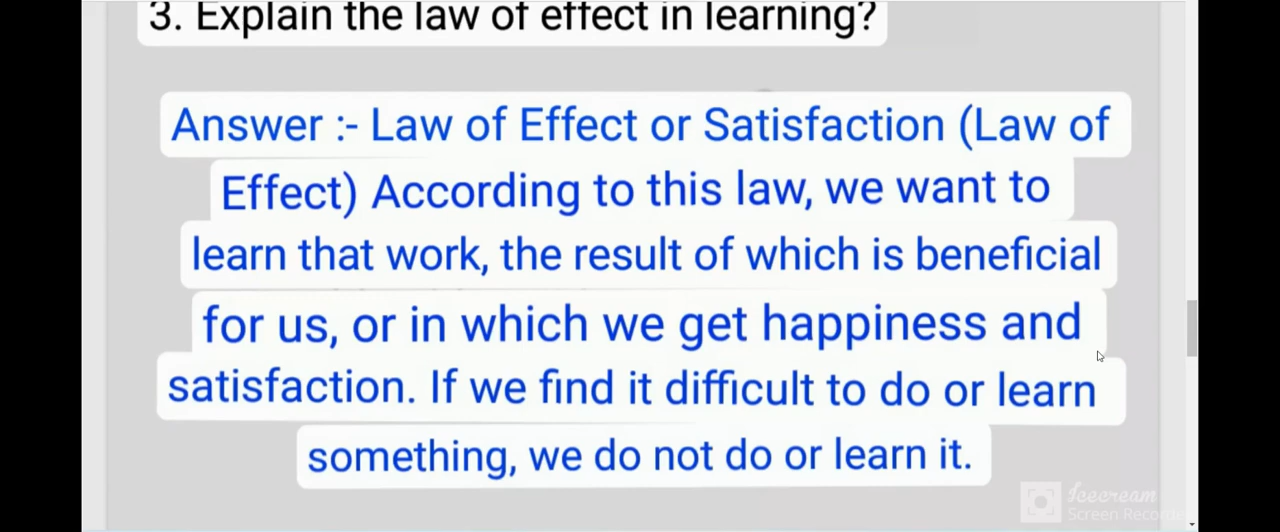 3. Explain the law of effect in learning?
Answer :- Law of Effect or Satisfaction (Law of
Effect) According to this law, we want to
learn that work, the result of which is beneficial
for us, or in which we get happiness and
satisfaction. If we find it difficult to do or learn
something, we do not do or learn it.
Icecream
Screen Recorder